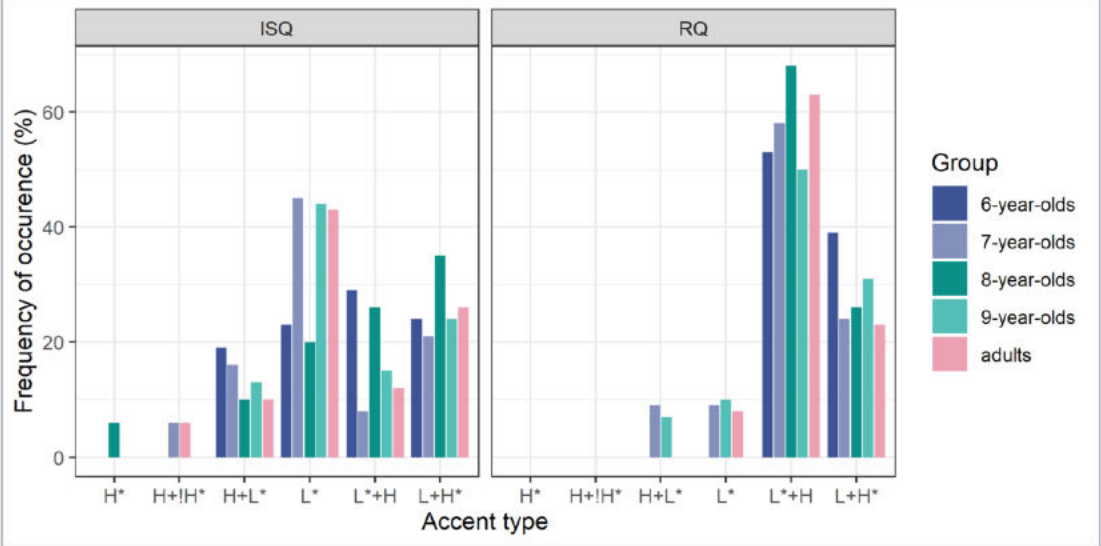 ISQ RQ
Frequency of occurence (%)
60
40
20
0
H* H+!H* H+L* L* L*+H L+H* H* H+!H* H+L* L* L*+H L+H*
Accent type
Group
6-year-olds
7-year-olds
8-year-olds
9-year-olds
adults